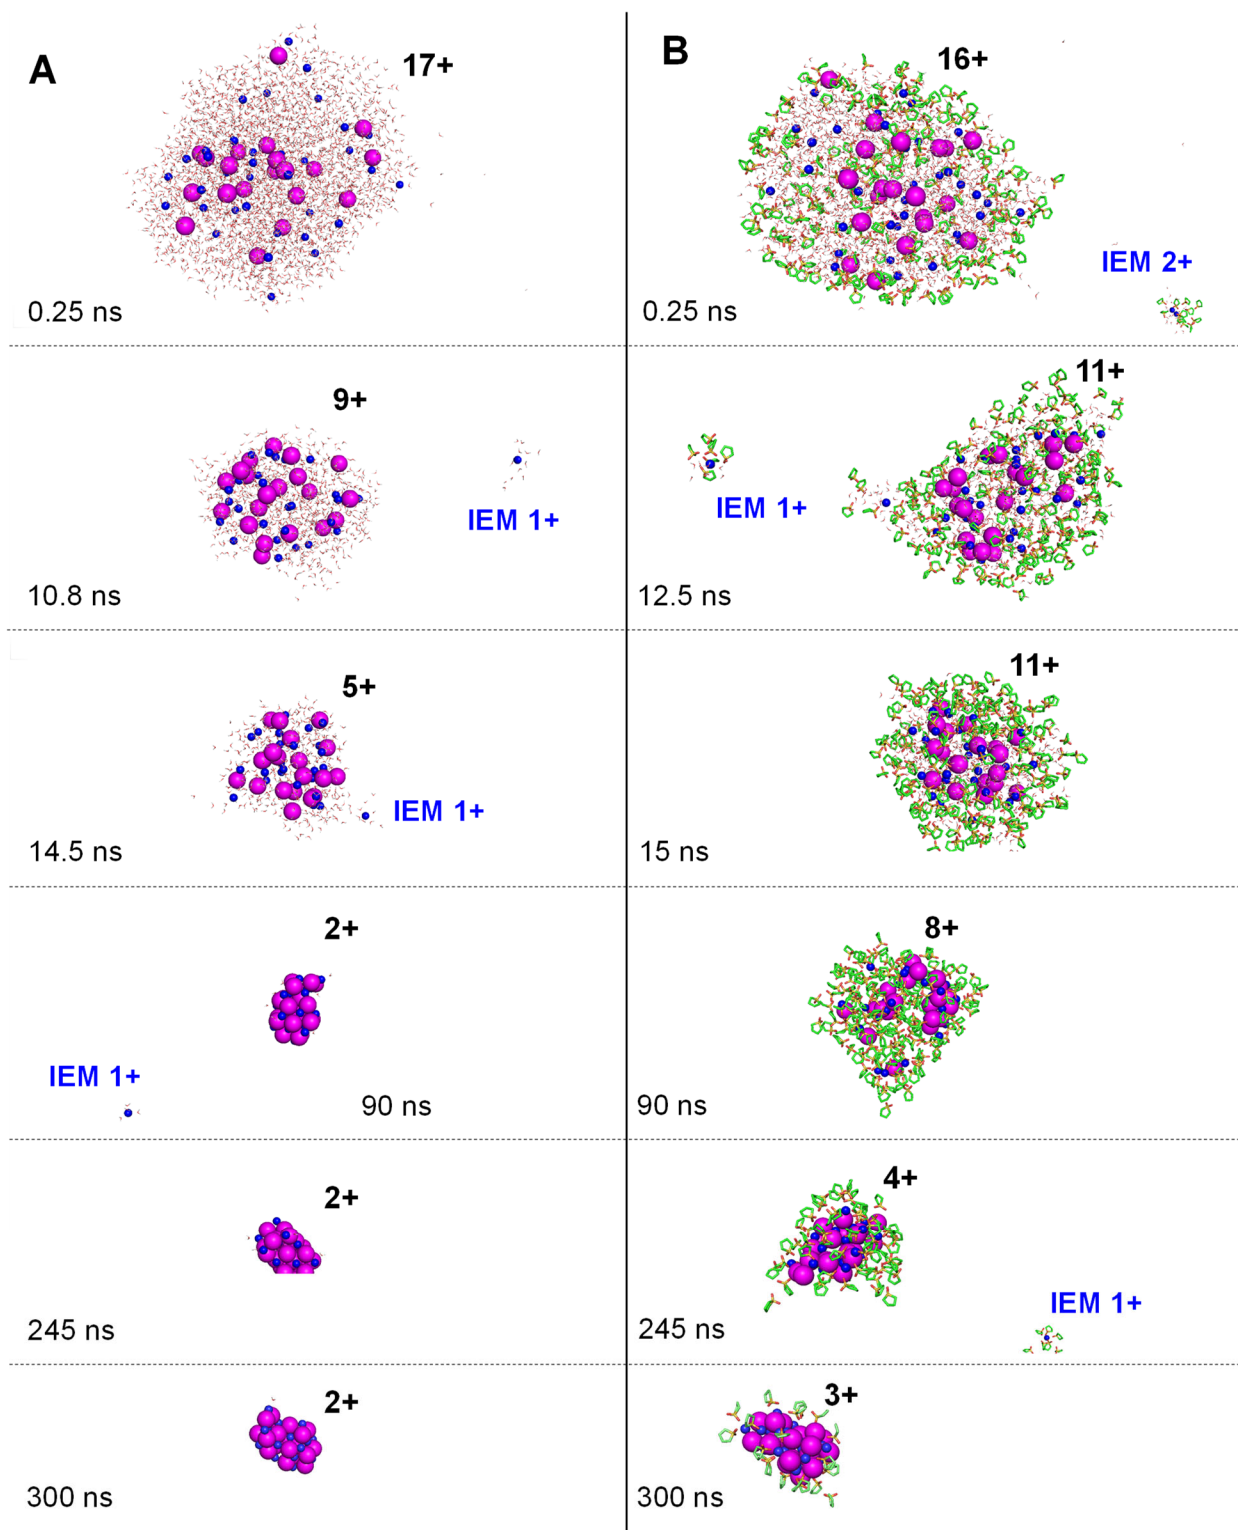 A
17+
0.25 ns
9+
IEM 1+
10.8 ns
5+
IEM 1+
14.5 ns
2+
IEM 1+
90 ns
2+
245 ns
2+
300 ns
B
16+
IEM 2+
0.25 ns
11+
IEM 1+
12.5 ns
11+
15 ns
8+
90 ns
4+
IEM 1+
245 ns
3+
300 ns